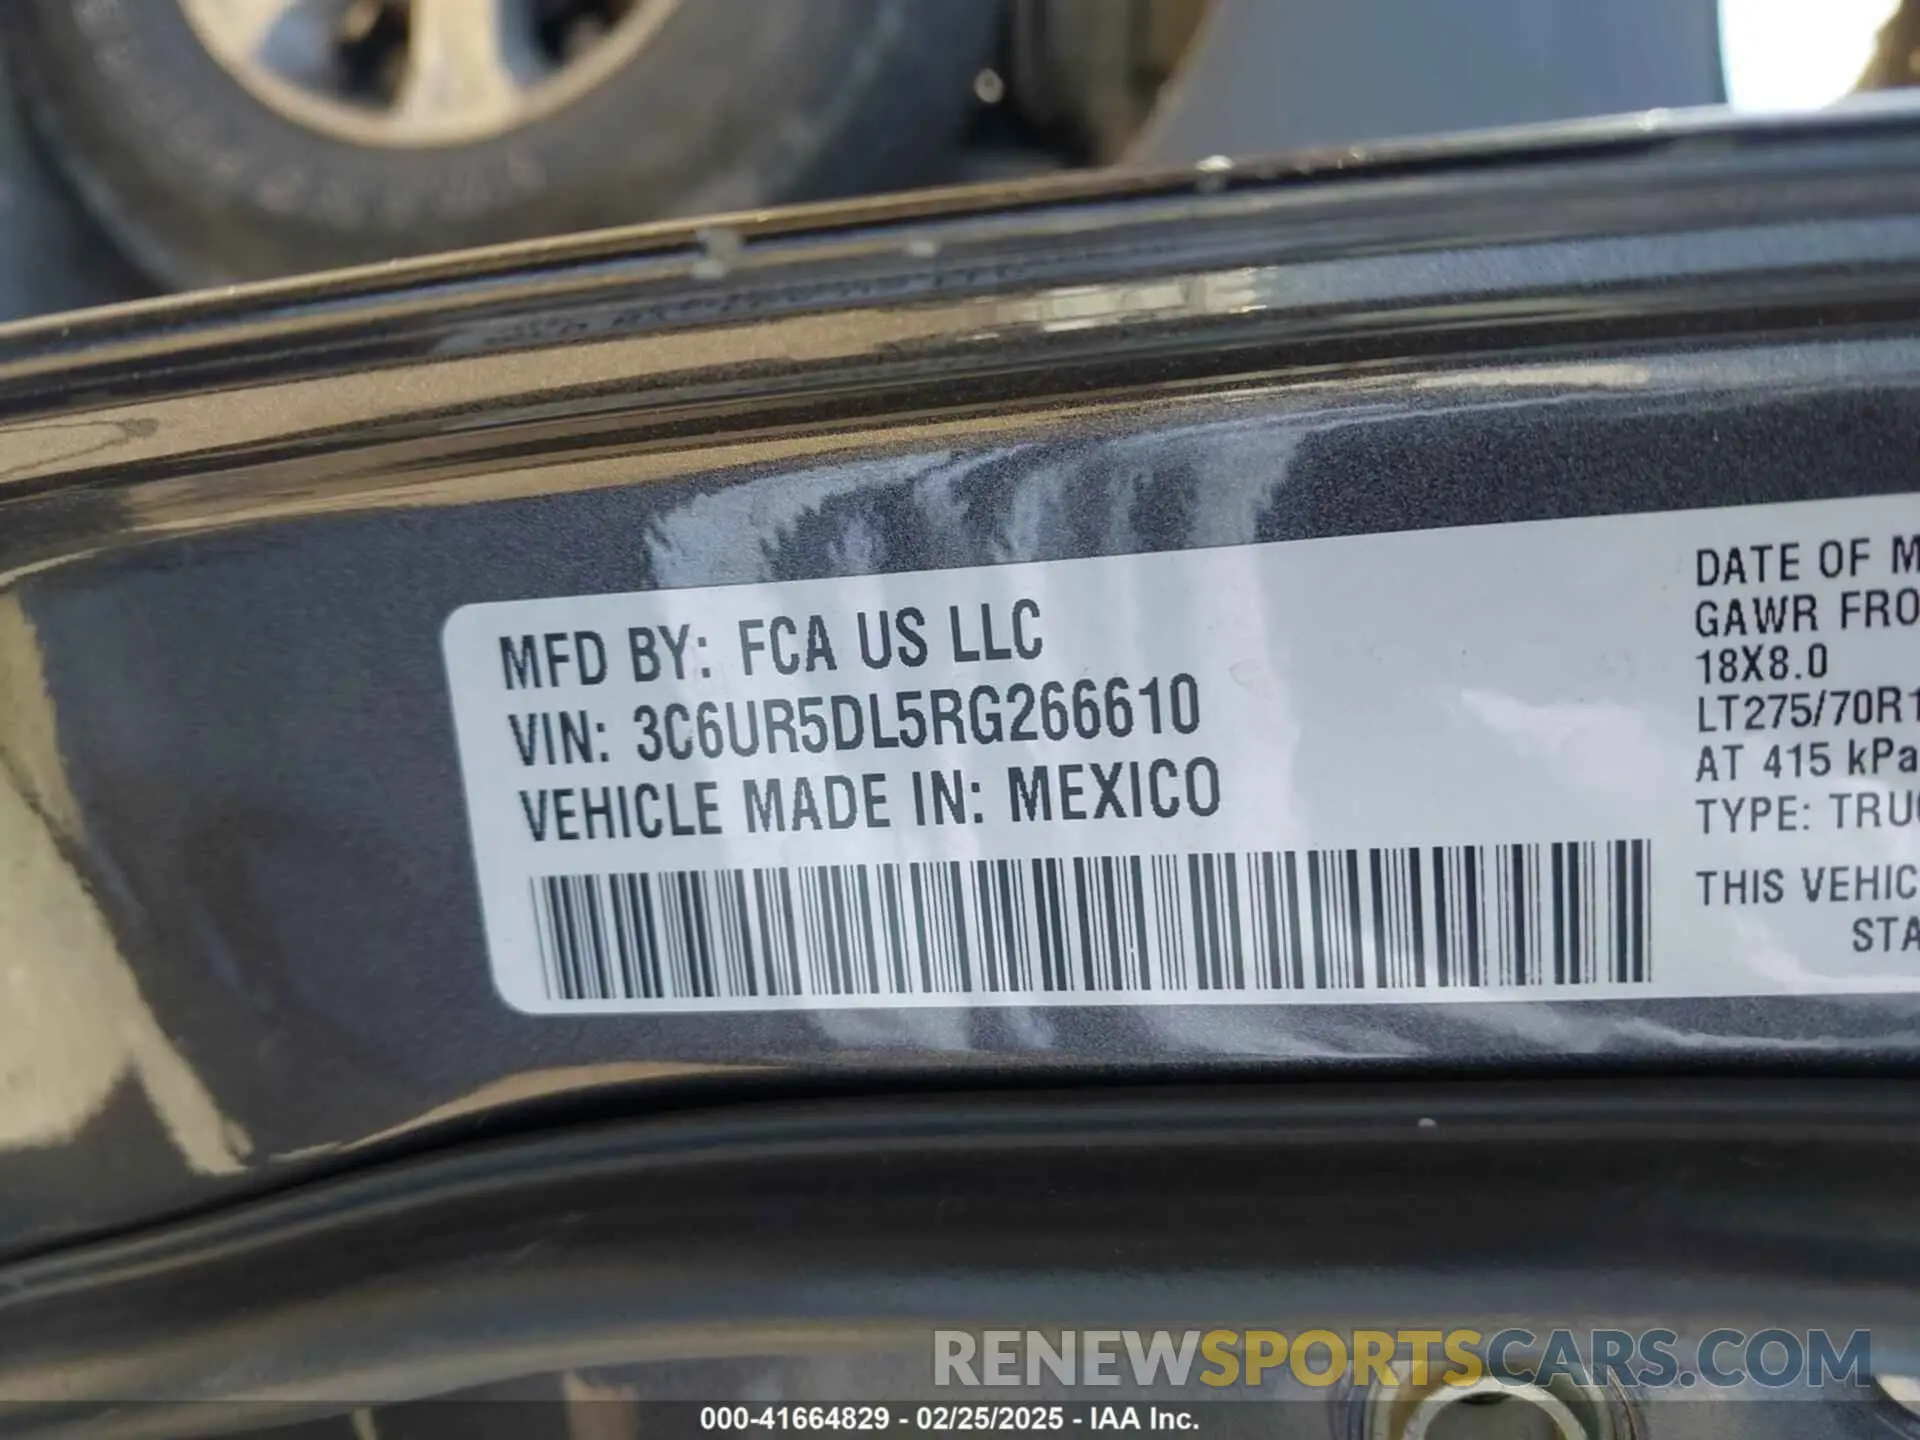 MFD BY: FCA US LLC
VIN: 3C6UR5DL5RG266610
VEHICLE MADE IN: MEXICO
DATE OF M
GAWR FRO
18X8.0
LT275/70R1
AT 415 kPa
TYPE: TRU
THIS VEHIC
STA
RENEWSPORTSCARS.COM
000-41664829 - 02/25/2025 - IAA Inc.